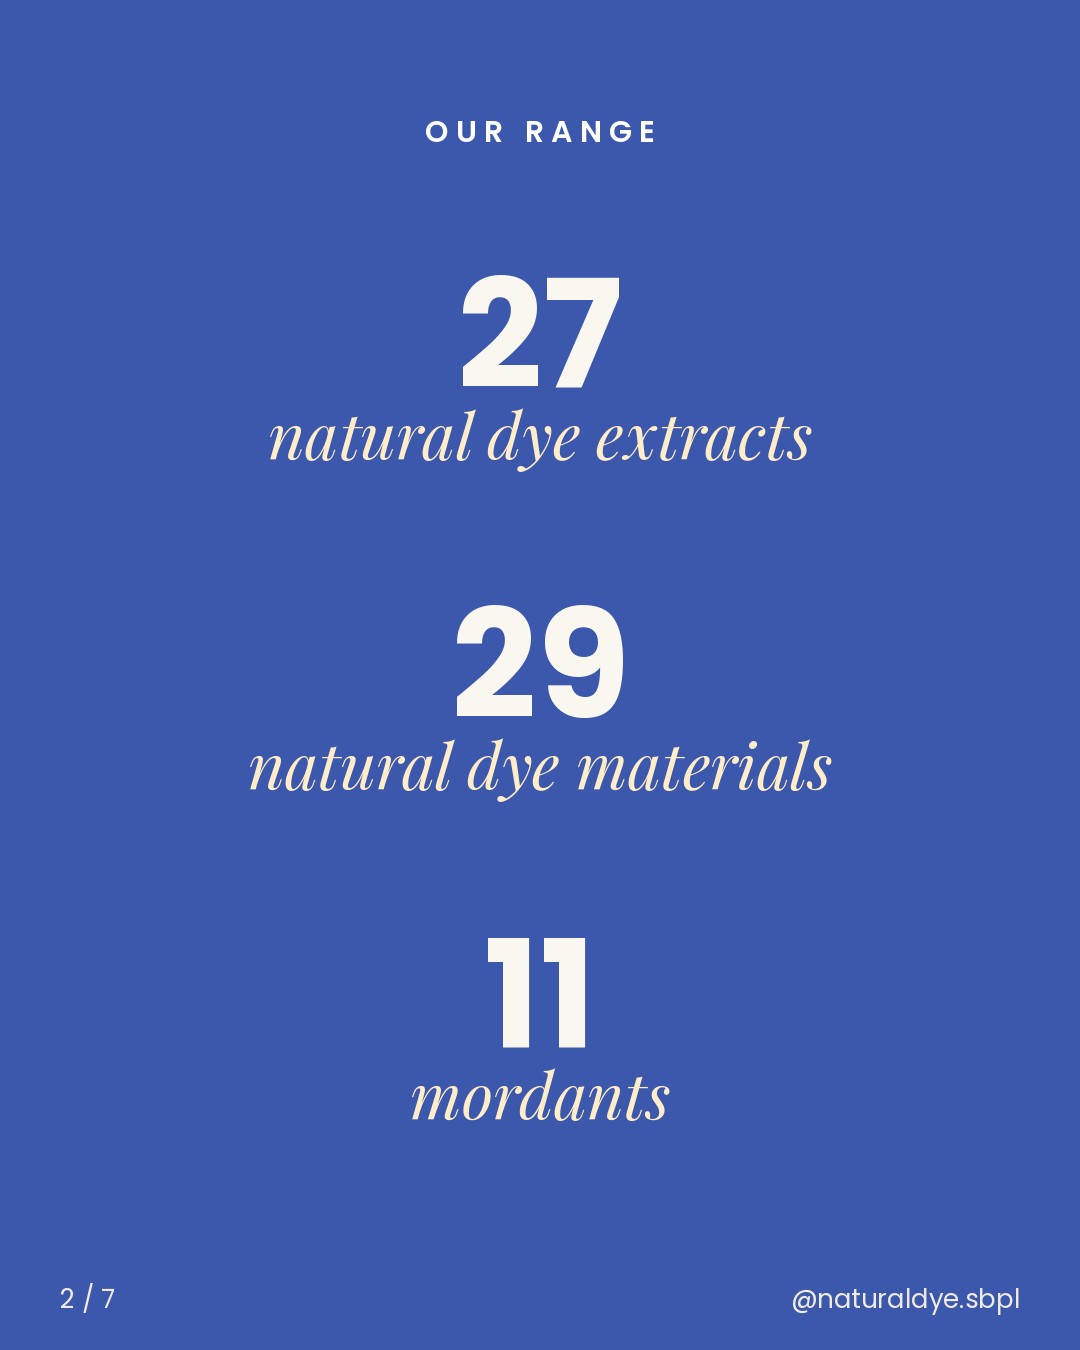 OUR RANGE
27
natural dye extracts
29
natural dye materials
11
mordants
2 / 7
@naturaldye.sbpl